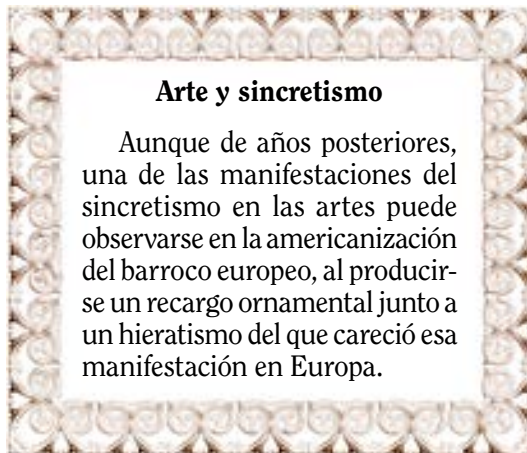 Arte y sincretismo
Aunque de años posteriores,
una de las manifestaciones del
sincretismo en las artes puede
observarse en la americanización
del barroco europeo, al producir-
se un recargo ornamental junto a
un hieratismo del que careció esa
manifestación en Europa.